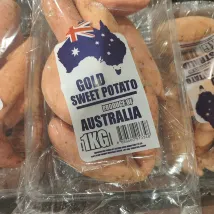 GOLD
SWEET POTATO
PRODUCE OF
AUSTRALIA
1KG